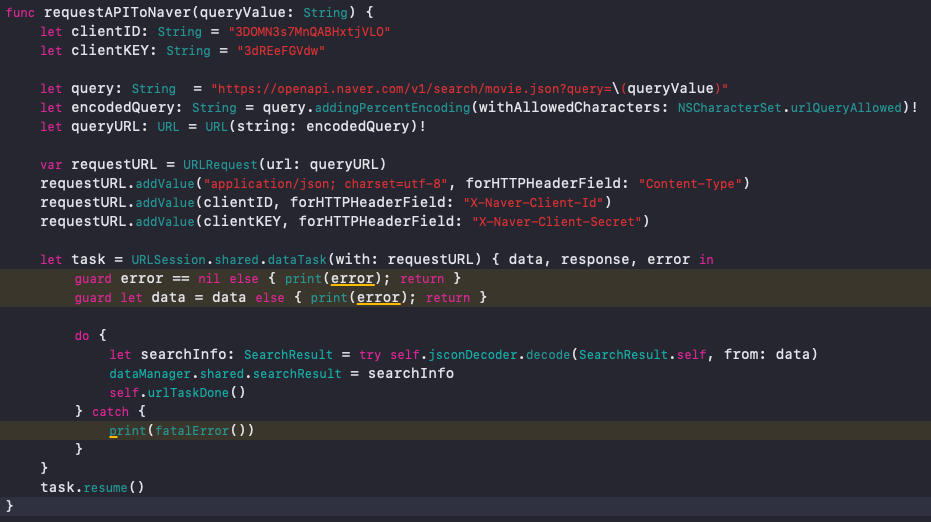 func requestAPIToNaver(queryValue: String) {
let clientID: String = "3DOMN3s7MnQABHxtjVLO"
let clientKEY: String = "3dREeFGVdw"
let query: String  = "https://openapi.naver.com/v1/search/movie.json?query=\(queryValue)"
let encodedQuery: String = query.addingPercentEncoding(withAllowedCharacters: NSCharacterSet.urlQueryAllowed)!
let queryURL: URL = URL(string: encodedQuery)!
var requestURL = URLRequest(url: queryURL)
requestURL.addValue("application/json; charset=utf-8", forHTTPHeaderField: "Content-Type")
requestURL.addValue(clientID, forHTTPHeaderField: "X-Naver-Client-Id")
requestURL.addValue(clientKEY, forHTTPHeaderField: "X-Naver-Client-Secret")
let task = URLSession.shared.dataTask(with: requestURL) { data, response, error in
guard error == nil else { print(error); return }
guard let data = data else { print(error); return }
do {
let searchInfo: SearchResult = try self.jsconDecoder.decode(SearchResult.self, from: data)
dataManager.shared.searchResult = searchInfo
self.urlTaskDone()
} catch {
print(fatalError())
}
}
task.resume()
}